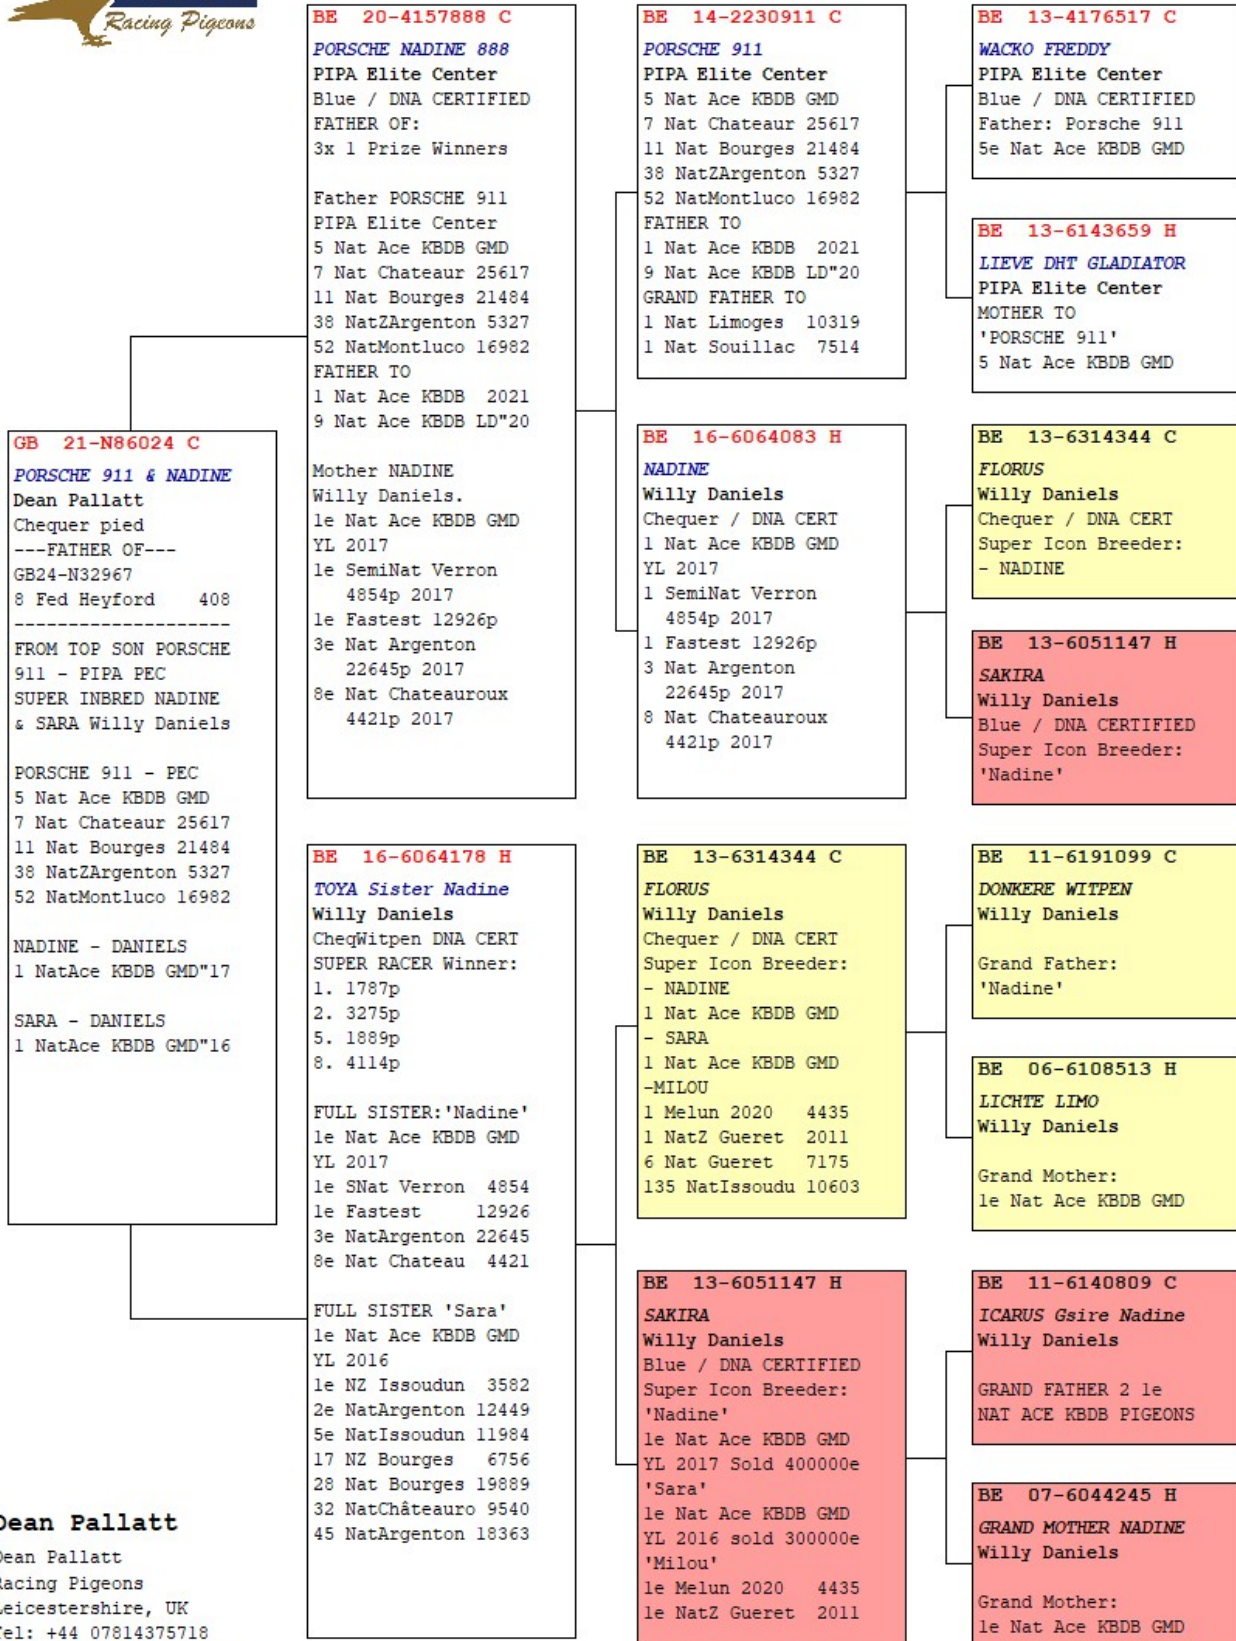 Racing Pigeons
GB 21-N86024 C
PORSCHE 911 & NADINE
Dean Pallatt
Chequer pied
---FATHER OF---
GB24-N32967
8 Fed Heyford 408
--------------------
FROM TOP SON PORSCHE
911 - PIPA PEC
SUPER INBRED NADINE
& SARA Willy Daniels
PORSCHE 911 - PEC
5 Nat Ace KBDB GMD
7 Nat Chateaur 25617
11 Nat Bourges 21484
38 NatZArgenton 5327
52 NatMontluco 16982
NADINE - DANIELS
1 NatAce KBDB GMD"17
SARA - DANIELS
1 NatAce KBDB GMD"16
BE 20-4157888 C
PORSCHE NADINE 888
PIPA Elite Center
Blue / DNA CERTIFIED
FATHER OF:
3x 1 Prize Winners
Father PORSCHE 911
PIPA Elite Center
5 Nat Ace KBDB GMD
7 Nat Chateaur 25617
11 Nat Bourges 21484
38 NatZArgenton 5327
52 NatMontluco 16982
FATHER TO
1 Nat Ace KBDB 2021
9 Nat Ace KBDB LD"20
Mother NADINE
Willy Daniels.
1e Nat Ace KBDB GMD
YL 2017
1e SemiNat Verron
4854p 2017
1e Fastest 12926p
3e Nat Argenton
22645p 2017
8e Nat Chateauroux
4421p 2017
BE 16-6064178 H
TOYA Sister Nadine
Willy Daniels
CheqWitpen DNA CERT
SUPER RACER Winner:
1. 1787p
2. 3275p
5. 1889p
8. 4114p
FULL SISTER:'Nadine'
1e Nat Ace KBDB GMD
YL 2017
1e SNat Verron 4854
1e Fastest 12926
3e NatArgenton 22645
8e Nat Chateau 4421
FULL SISTER 'Sara'
1e Nat Ace KBDB GMD
YL 2016
1e NZ Issoudun 3582
2e NatArgenton 12449
5e NatIssoudun 11984
17 NZ Bourges 6756
28 Nat Bourges 19889
32 NatChâteauro 9540
45 NatArgenton 18363
BE 14-2230911 C
PORSCHE 911
PIPA Elite Center
5 Nat Ace KBDB GMD
7 Nat Chateaur 25617
11 Nat Bourges 21484
38 NatZArgenton 5327
52 NatMontluco 16982
FATHER TO
1 Nat Ace KBDB 2021
9 Nat Ace KBDB LD"20
GRAND FATHER TO
1 Nat Limoges 10319
1 Nat Souillac 7514
BE 16-6064083 H
NADINE
Willy Daniels
Chequer / DNA CERT
1 Nat Ace KBDB GMD
YL 2017
1 SemiNat Verron
4854p 2017
1 Fastest 12926p
3 Nat Argenton
22645p 2017
8 Nat Chateauroux
4421p 2017
BE 13-6314344 C
FLORUS
Willy Daniels
Chequer / DNA CERT
Super Icon Breeder:
- NADINE
1 Nat Ace KBDB GMD
- SARA
1 Nat Ace KBDB GMD
-MILOU
1 Melun 2020 4435
1 NatZ Gueret 2011
6 Nat Gueret 7175
135 NatIssoudu 10603
BE 13-6051147 H
SAKIRA
Willy Daniels
Blue / DNA CERTIFIED
Super Icon Breeder:
'Nadine'
1e Nat Ace KBDB GMD
YL 2017 Sold 400000e
'Sara'
1e Nat Ace KBDB GMD
YL 2016 sold 300000e
'Milou'
1e Melun 2020 4435
1e NatZ Gueret 2011
BE 13-4176517 C
WACKO FREDDY
PIPA Elite Center
Blue / DNA CERTIFIED
Father: Porsche 911
5e Nat Ace KBDB GMD
BE 13-6143659 H
LIEVE DHT GLADIATOR
PIPA Elite Center
MOTHER TO
'PORSCHE 911'
5 Nat Ace KBDB GMD
BE 13-6314344 C
FLORUS
Willy Daniels
Chequer / DNA CERT
Super Icon Breeder:
- NADINE
BE 13-6051147 H
SAKIRA
Willy Daniels
Blue / DNA CERTIFIED
Super Icon Breeder:
'Nadine'
BE 11-6191099 C
DONKERE WITPEN
Willy Daniels
Grand Father:
'Nadine'
BE 06-6108513 H
LICHTE LIMO
Willy Daniels
Grand Mother:
1e Nat Ace KBDB GMD
BE 11-6140809 C
ICARUS Gsire Nadine
Willy Daniels
GRAND FATHER 2 1e
NAT ACE KBDB PIGEONS
BE 07-6044245 H
GRAND MOTHER NADINE
Willy Daniels
Grand Mother:
1e Nat Ace KBDB GMD
Dean Pallatt
Dean Pallatt
Racing Pigeons
Leicestershire, UK
Tel: +44 07814375718